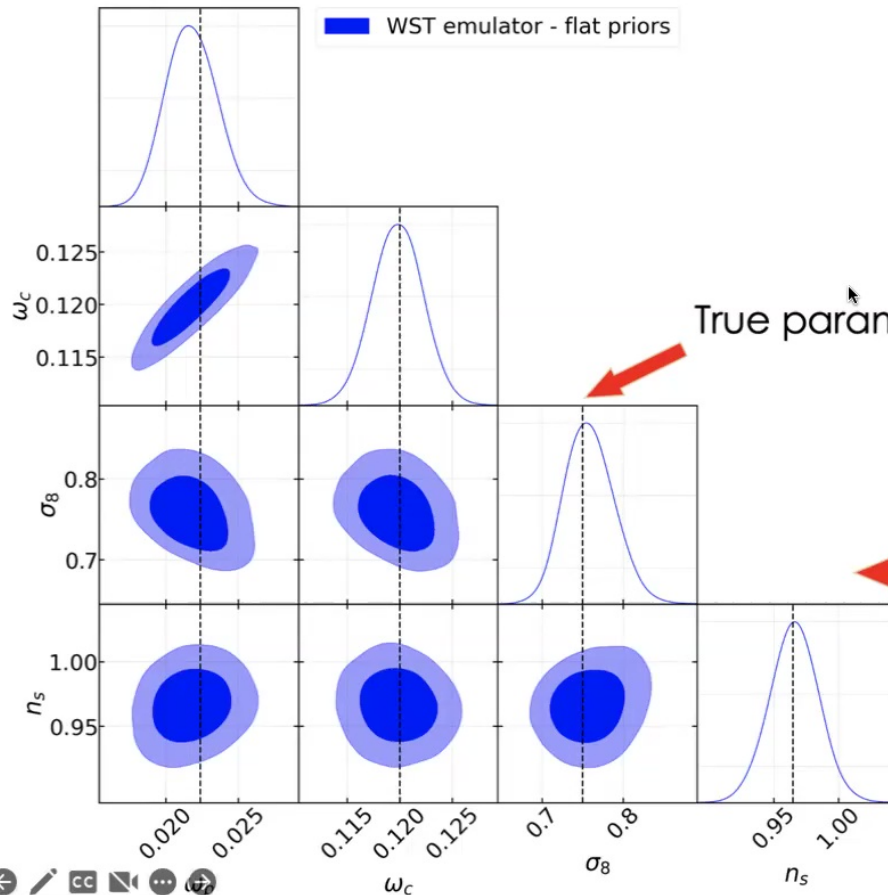 WST emulator - flat priors
0.125
ω_c 0.120
0.115
True param
0.8
σ_8
0.7
1.00
n_s
0.95
0.020 0.025 0.115 0.120 0.125 0.7 0.8 0.95 1.00
CC
ω_c σ_8 n_s